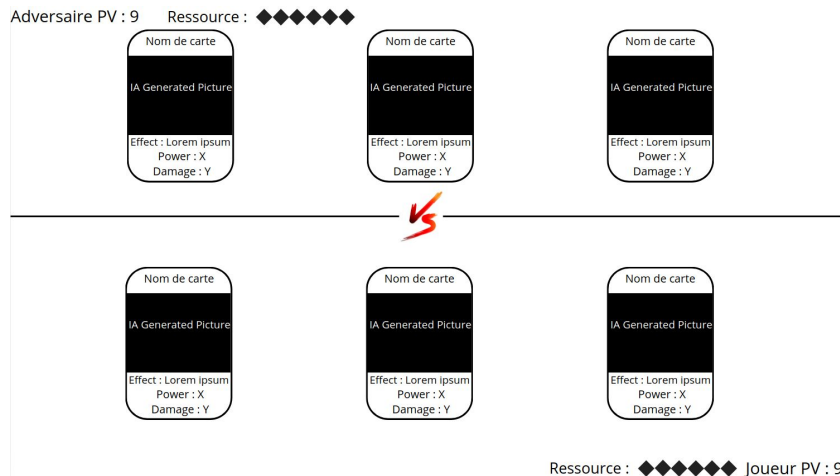 Adversaire PV : 9 Ressource : ◆◆◆◆◆◆
Nom de carte
IA Generated Picture
Effect : Lorem ipsum
Power : X
Damage : Y
Nom de carte
IA Generated Picture
Effect : Lorem ipsum
Power : X
Damage : Y
Nom de carte
IA Generated Picture
Effect : Lorem ipsum
Power : X
Damage : Y
VS
Nom de carte
IA Generated Picture
Effect : Lorem ipsum
Power : X
Damage : Y
Nom de carte
IA Generated Picture
Effect : Lorem ipsum
Power : X
Damage : Y
Nom de carte
IA Generated Picture
Effect : Lorem ipsum
Power : X
Damage : Y
Ressource : ◆◆◆◆◆◆ Joueur PV : 9